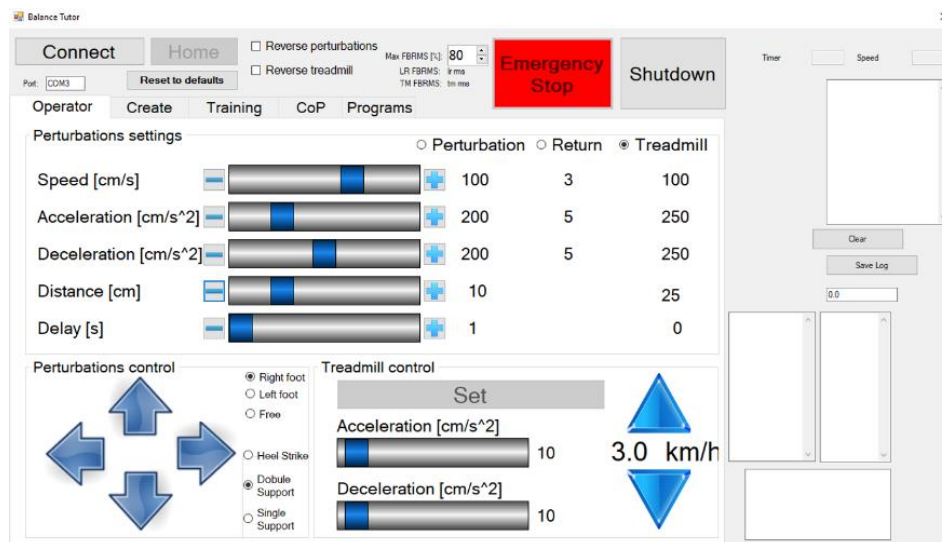 Balance Tutor
Connect
Home
Reverse perturbations
Reverse treadmill
Max FBRMS [%]: 80
LR FBRMS: lr rms
TM FBRMS: tm rms
Emergency
Stop
Shutdown
Port: COM3
Reset to defaults
Timer
Speed
Operator Create Training CoP Programs
Perturbations settings
Perturbation Return Treadmill
Speed [cm/s] 100 3 100
Acceleration [cm/s^2] 200 5 250
Deceleration [cm/s^2] 200 5 250
Distance [cm] 10 25
Delay [s] 1 0
Clear
Save Log
0.0
Perturbations control
Right foot
Left foot
Free
Heel Strike
Dobule
Support
Single
Support
Treadmill control
Set
Acceleration [cm/s^2]
10
Deceleration [cm/s^2]
10
3.0 km/h